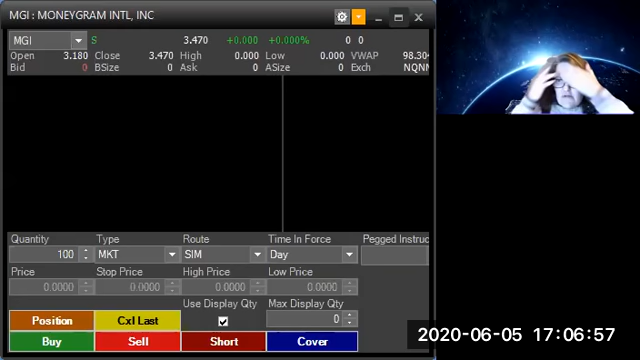 MGI : MONEYGRAM INTL, INC
MGI S 3.470 +0.000 +0.000% 0 0
Open 3.180 Close 3.470 High 0.000 Low 0.000 VWAP 98.30
Bid 0 BSize 0 Ask 0 ASize 0 Exch NQNM
Quantity Type Route Time In Force Pegged Instruc
100 MKT SIM Day
Price Stop Price High Price Low Price
0.0000 0.0000 0.0000 0.0000
Use Display Qty Max Display Qty
Position Cxl Last 0
Buy Sell Short Cover
2020-06-05 17:06:57